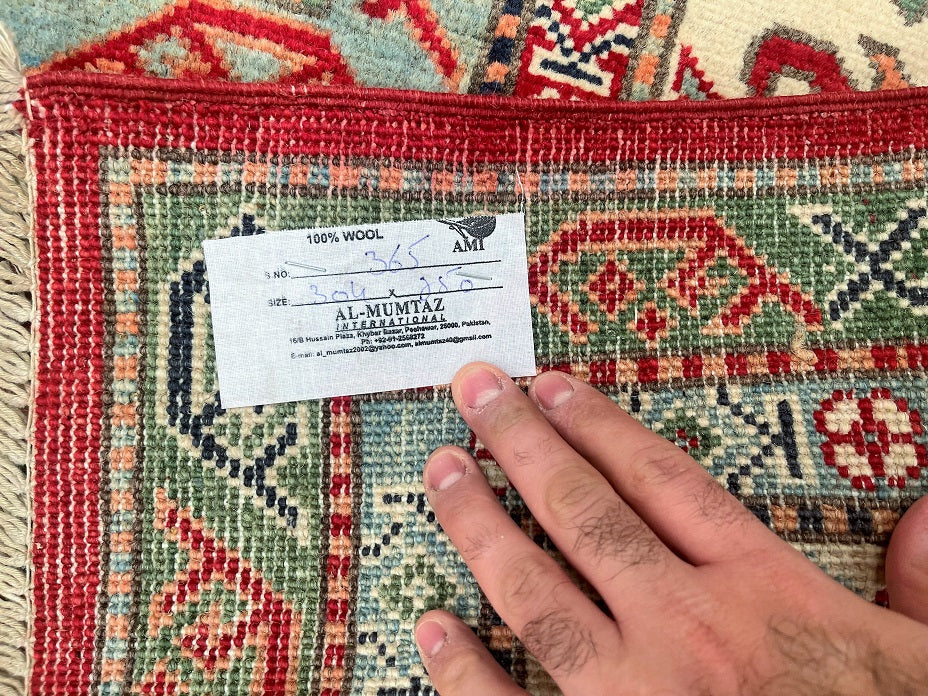 100% WOOL
AMI
S.NO: 365
SIZE: 304 x 250
AL-MUMTAZ
INTERNATIONAL
15/B Hussain Plaza, Khyber Bazar, Peshawar, 25000, Pakistan.
Ph: +92-91-2568272
E-mail: al_mumtaz2002@yahoo.com, almumtaz40@gmail.com